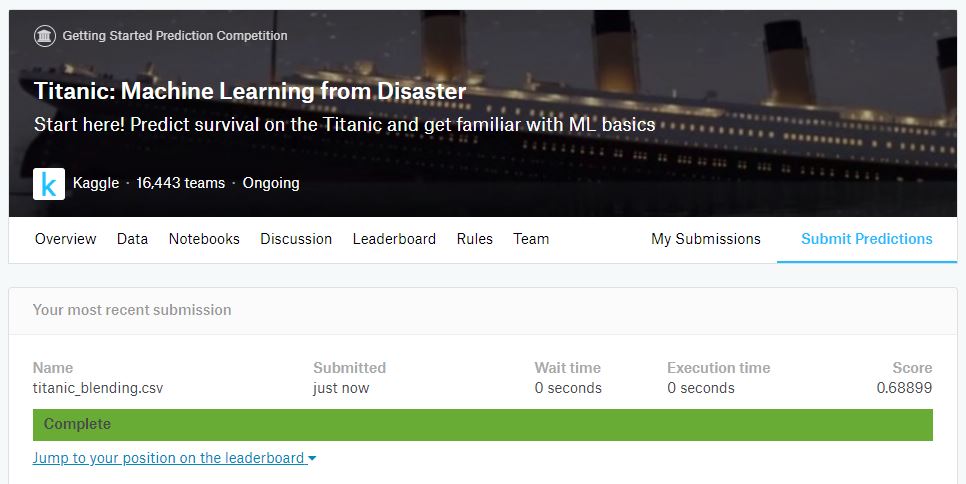 Getting Started Prediction Competition
Titanic: Machine Learning from Disaster
Start here! Predict survival on the Titanic and get familiar with ML basics
k Kaggle · 16,443 teams · Ongoing
Overview Data Notebooks Discussion Leaderboard Rules Team My Submissions Submit Predictions
Your most recent submission
Name Submitted Wait time Execution time Score
titanic_blending.csv just now 0 seconds 0 seconds 0.68899
Complete
Jump to your position on the leaderboard